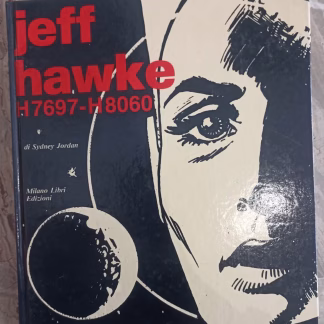 jeff
hawke
H7697-H8060
di Sydney Jordan
Milano Libri
Edizioni